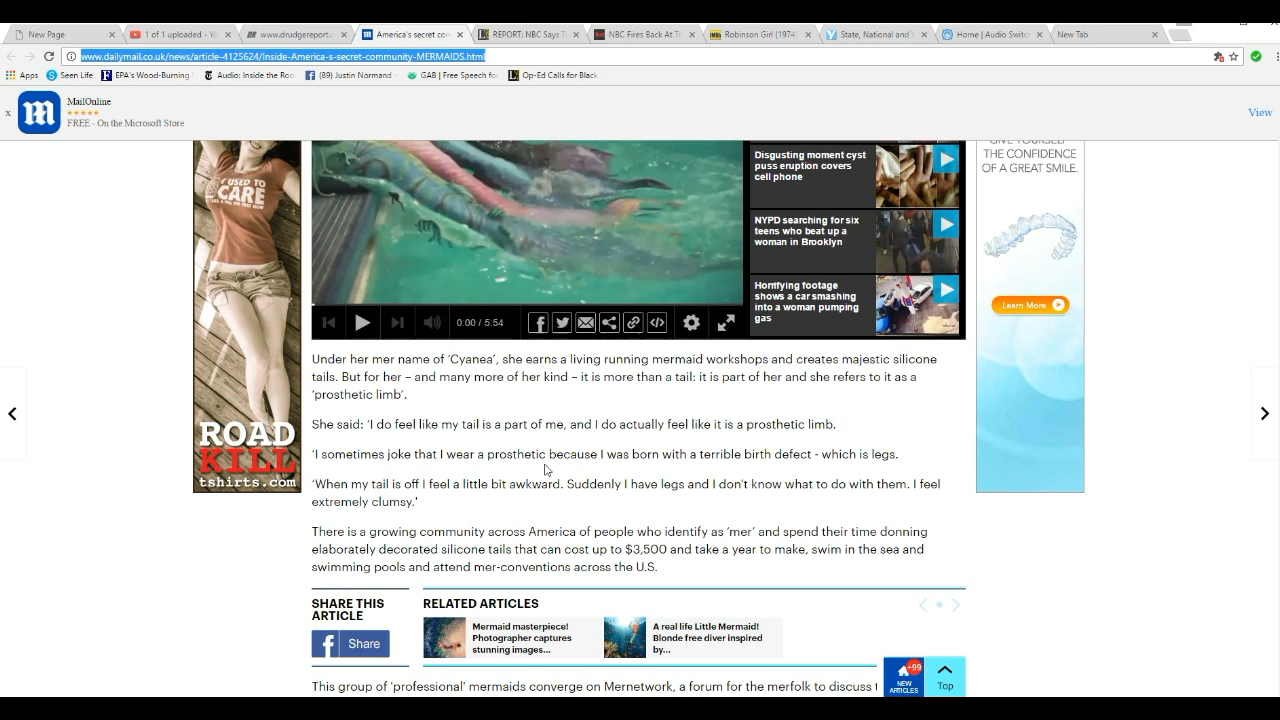 New Page
1 of 1 uploaded - Yo
www.drudgereport.c
America's secret com
REPORT: NBC Says T
NBC Fires Back At Tr
Robinson Girl (1974)
State, National and
Home | Audio Switch
New Tab
www.dailymail.co.uk/news/article-4125624/Inside-America-s-secret-community-MERMAIDS.html
Apps
Seen Life
EPA's Wood-Burning
Audio: Inside the Roo
(89) Justin Normand
GAB | Free Speech for
Op-Ed Calls for Black
x
MailOnline
FREE - On the Microsoft Store
View
I USED TO
CARE
ROAD
KILL
tshirts.com
Disgusting moment cyst
puss eruption covers
cell phone
NYPD searching for six
teens who beat up a
woman in Brooklyn
Horrifying footage
shows a car smashing
into a woman pumping
gas
0:00 / 5:54
GIVE YOURSELF
THE CONFIDENCE
OF A GREAT SMILE.
Learn More
Under her mer name of 'Cyanea', she earns a living running mermaid workshops and creates majestic silicone
tails. But for her – and many more of her kind – it is more than a tail: it is part of her and she refers to it as a
'prosthetic limb'.
She said: 'I do feel like my tail is a part of me, and I do actually feel like it is a prosthetic limb.
'I sometimes joke that I wear a prosthetic because I was born with a terrible birth defect - which is legs.
'When my tail is off I feel a little bit awkward. Suddenly I have legs and I don't know what to do with them. I feel
extremely clumsy.'
There is a growing community across America of people who identify as 'mer' and spend their time donning
elaborately decorated silicone tails that can cost up to $3,500 and take a year to make, swim in the sea and
swimming pools and attend mer-conventions across the U.S.
SHARE THIS
ARTICLE
Share
RELATED ARTICLES
Mermaid masterpiece!
Photographer captures
stunning images...
A real life Little Mermaid!
Blonde free diver inspired
by...
+99
NEW
ARTICLES
Top
This group of 'professional' mermaids converge on Mernetwork, a forum for the merfolk to discuss t